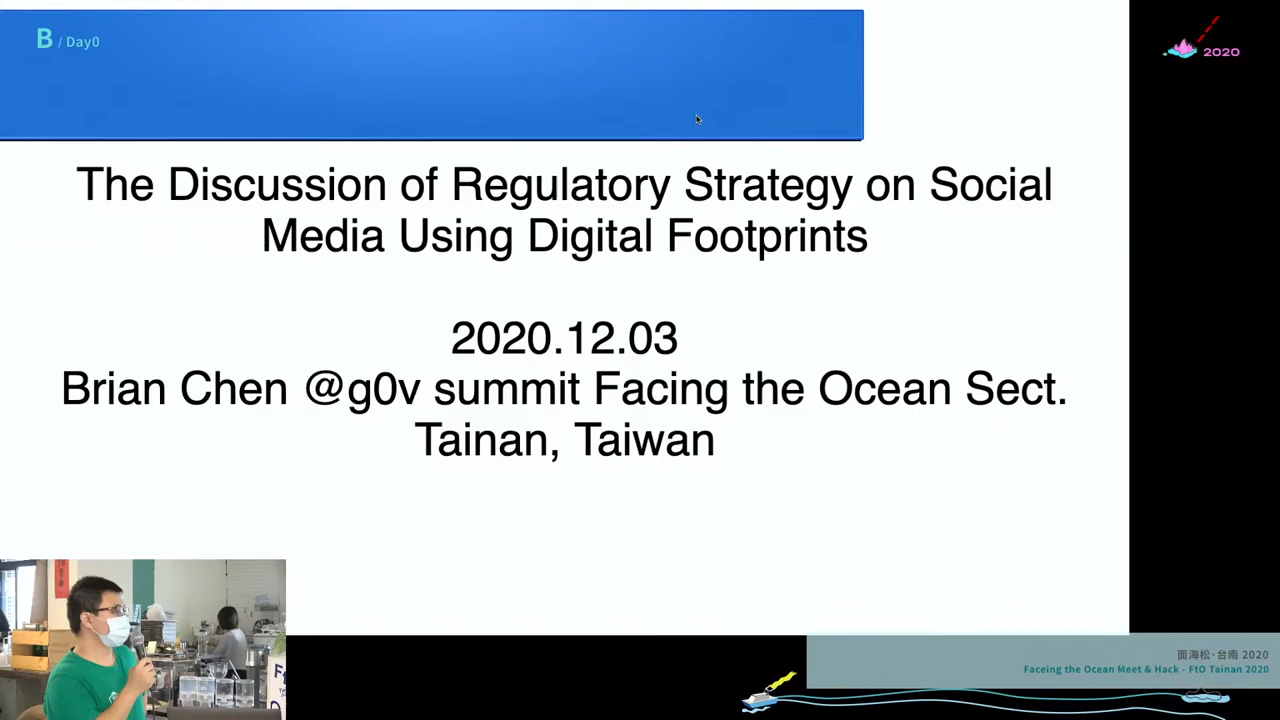 B / Day0
2020
The Discussion of Regulatory Strategy on Social
Media Using Digital Footprints
2020.12.03
Brian Chen @g0v summit Facing the Ocean Sect.
Tainan, Taiwan
面海松·台南 2020
Faceing the Ocean Meet & Hack - FtO Tainan 2020